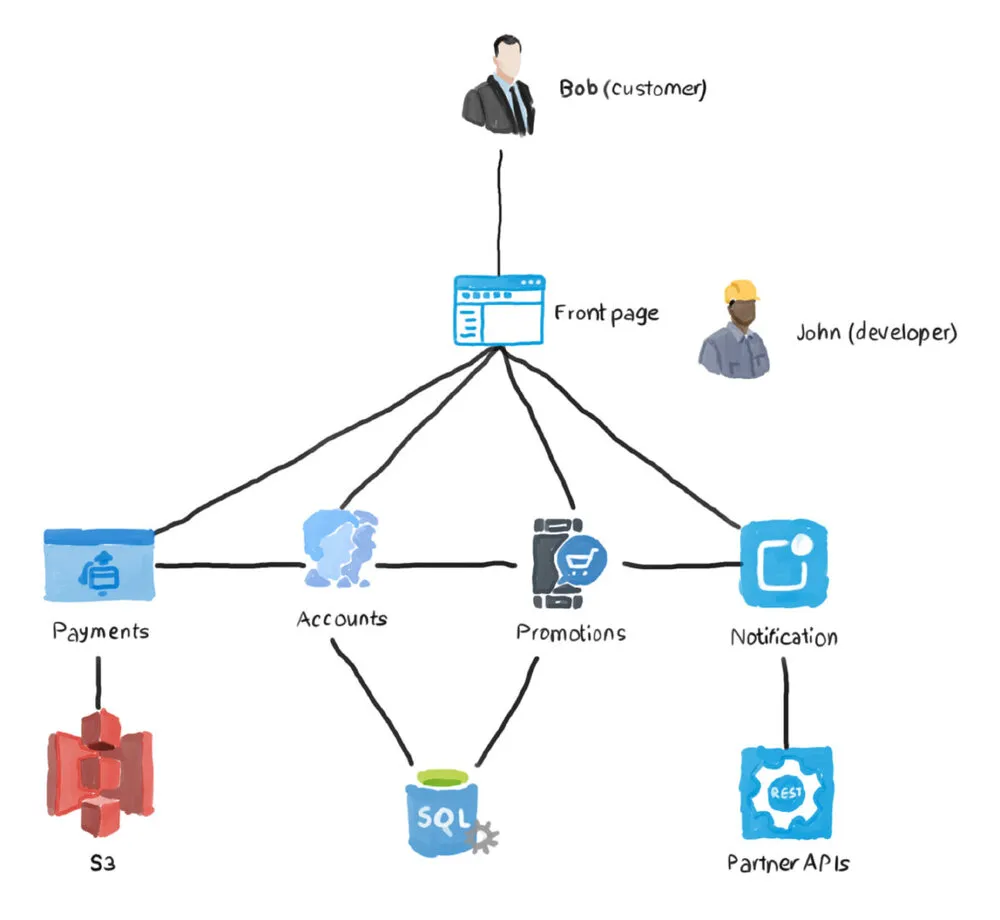 Bob (customer)
Front page
John (developer)
Payments
Accounts
Promotions
Notification
SQL
REST
S3
Partner APIs